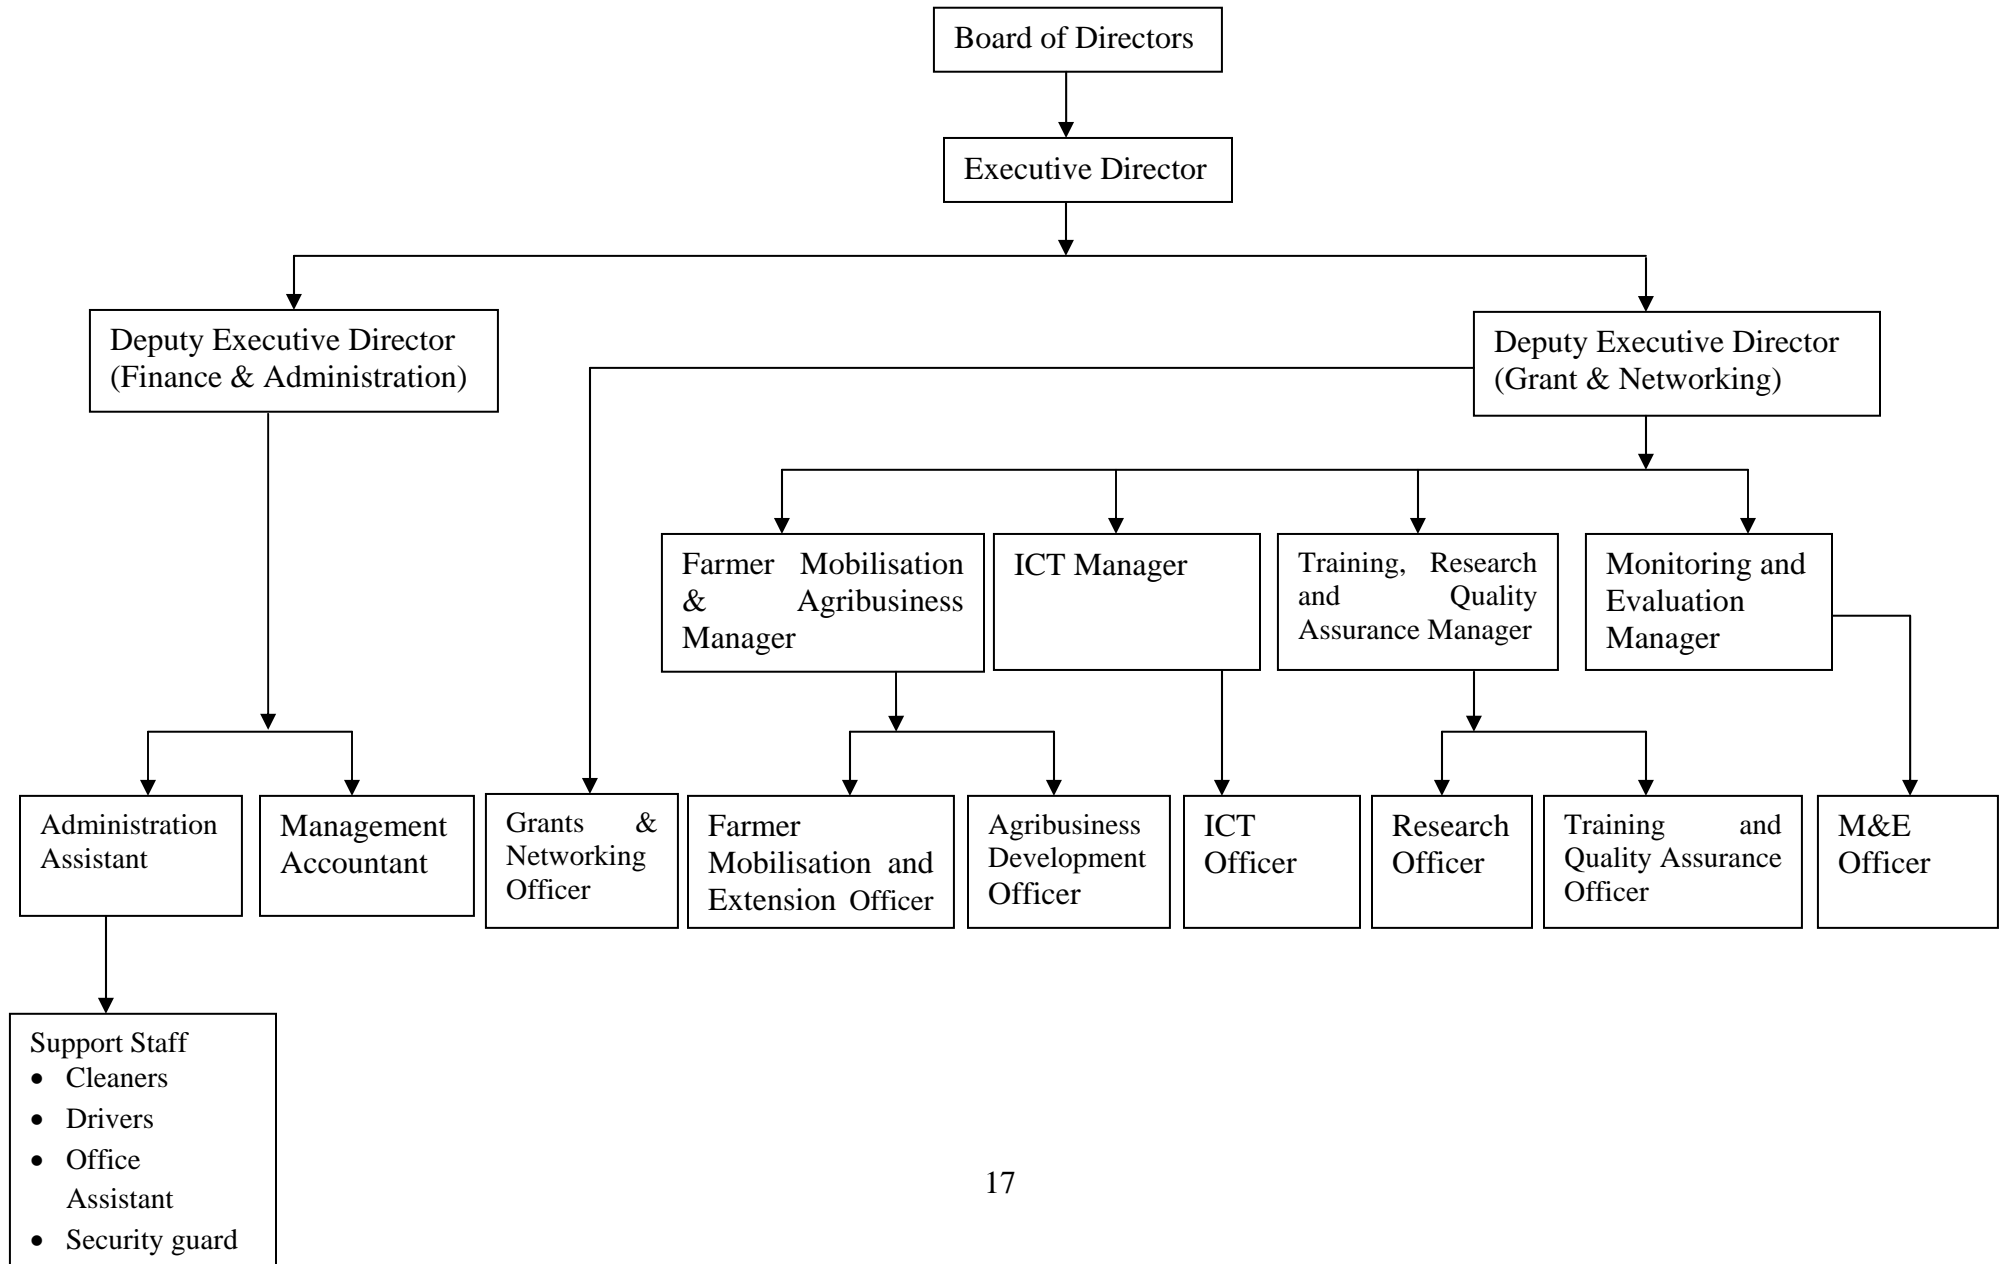 Board of Directors
Executive Director
Deputy Executive Director
(Finance & Administration)
Deputy Executive Director
(Grant & Networking)
Farmer Mobilisation
& Agribusiness
Manager
ICT Manager
Training, Research
and Quality
Assurance Manager
Monitoring and
Evaluation
Manager
Administration
Assistant
Management
Accountant
Grants &
Networking
Officer
Farmer
Mobilisation and
Extension Officer
Agribusiness
Development
Officer
ICT
Officer
Research
Officer
Training and
Quality Assurance
Officer
M&E
Officer
Support Staff
• Cleaners
• Drivers
• Office
Assistant
• Security guard
17